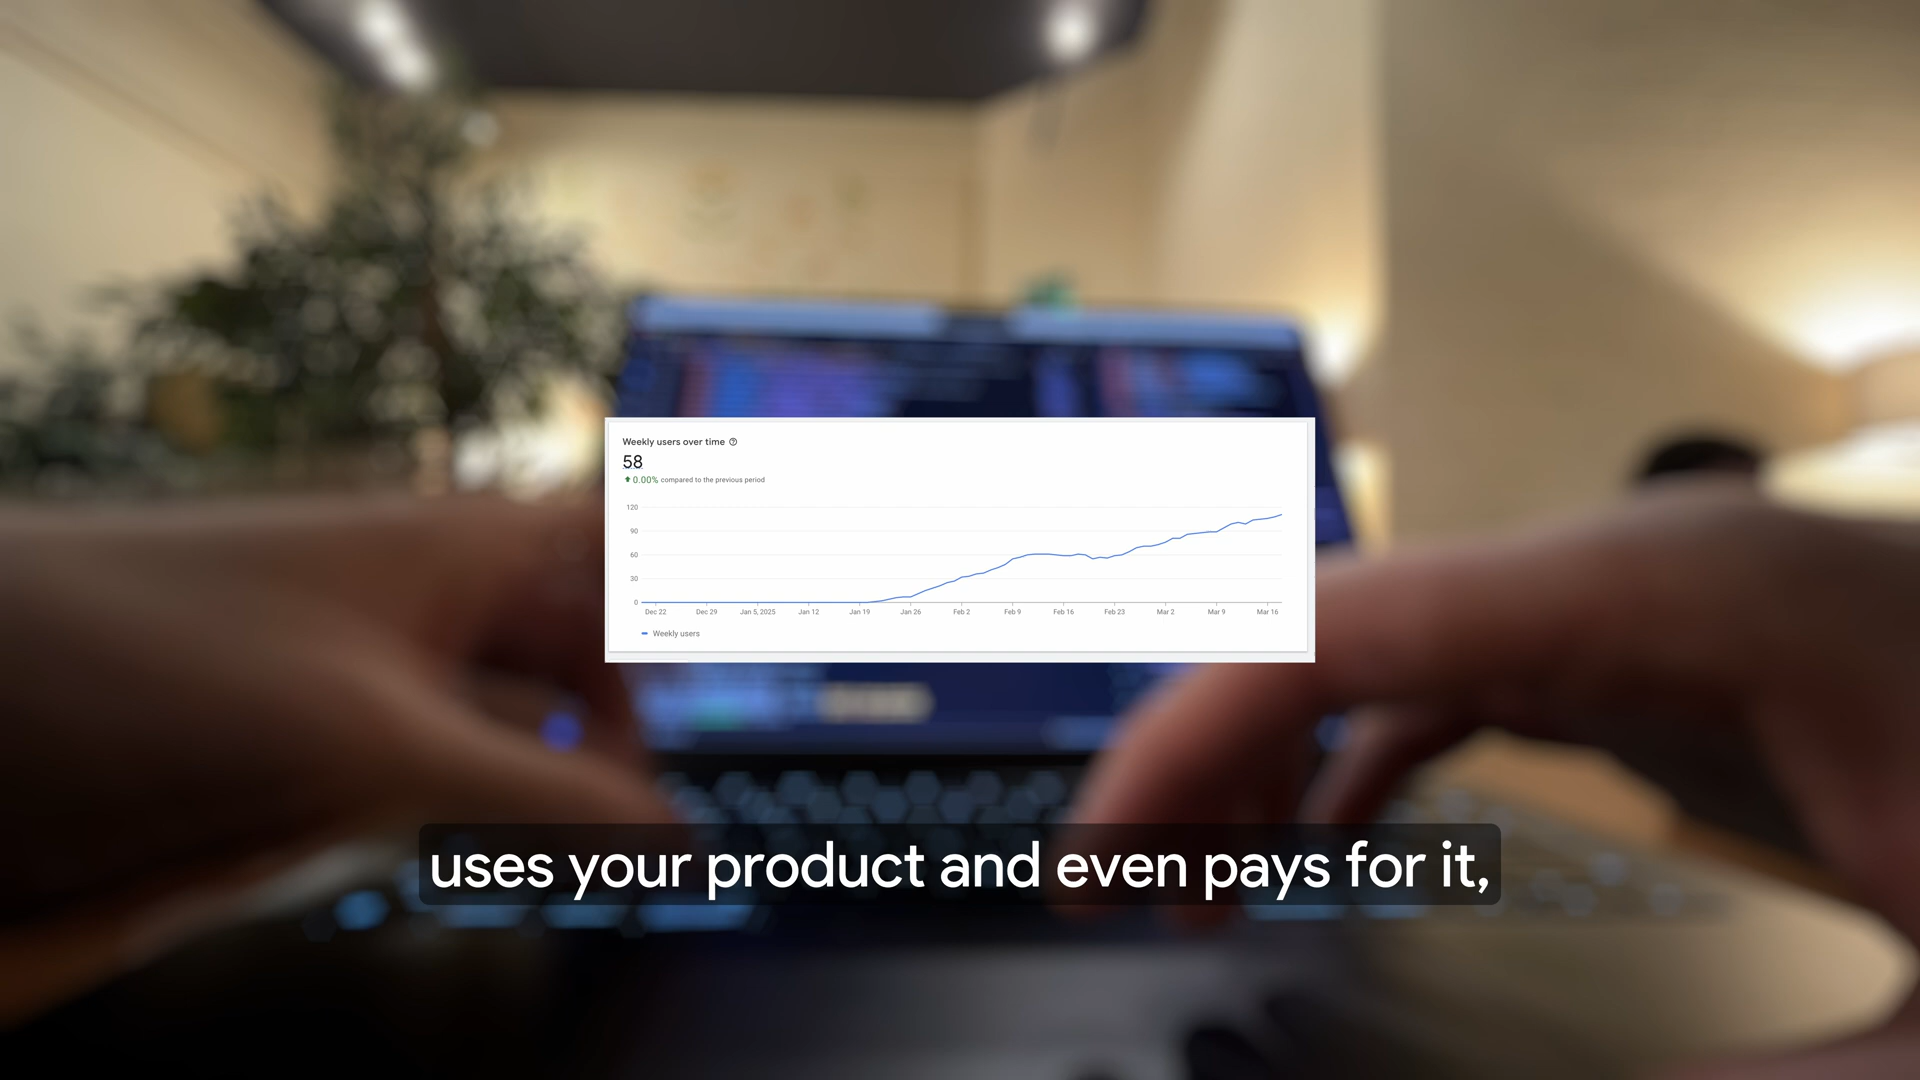 Weekly users over time
58
0.00% compared to the previous period
120
90
60
30
0
Dec 22 Dec 29 Jan 5, 2025 Jan 12 Jan 19 Jan 26 Feb 2 Feb 9 Feb 16 Feb 23 Mar 2 Mar 9 Mar 16
Weekly users
uses your product and even pays for it,